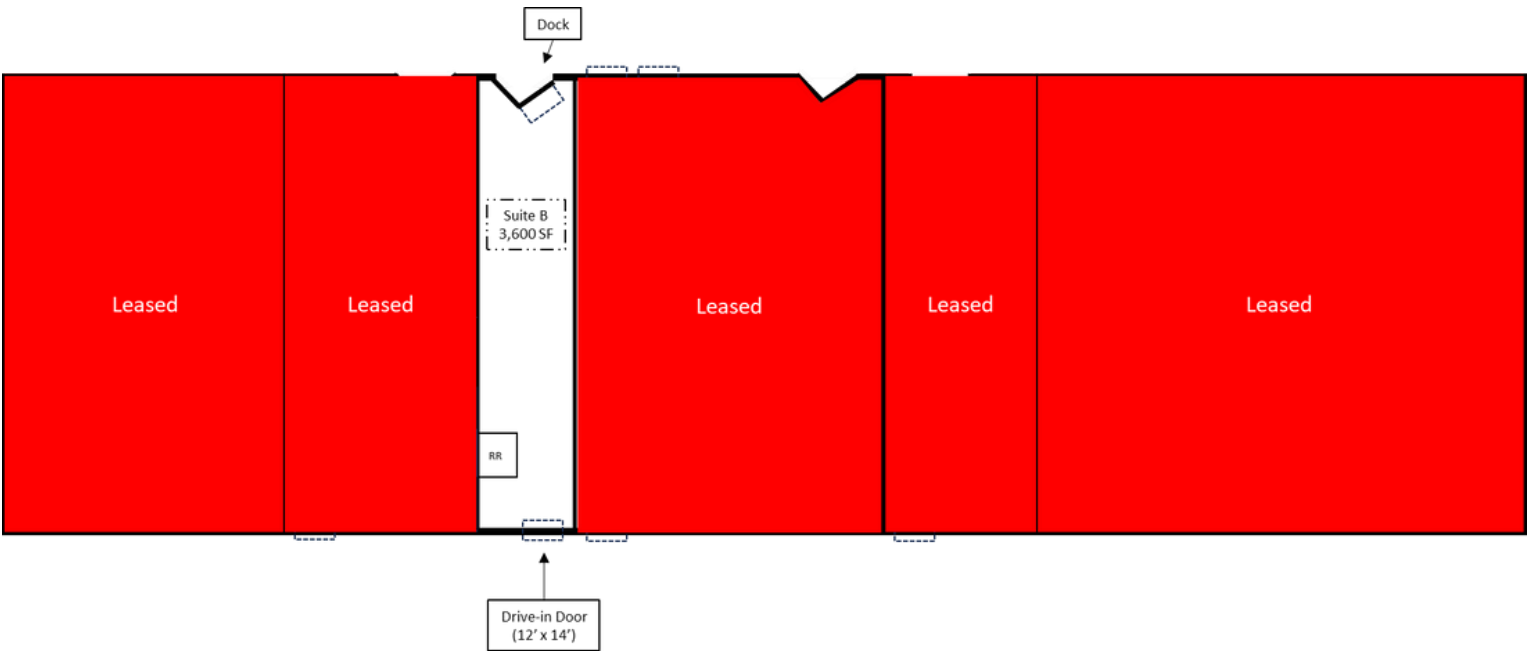 Dock
Suite B
3,600 SF
Leased
Leased
Leased
Leased
Leased
RR
Drive-in Door
(12’ x 14’)